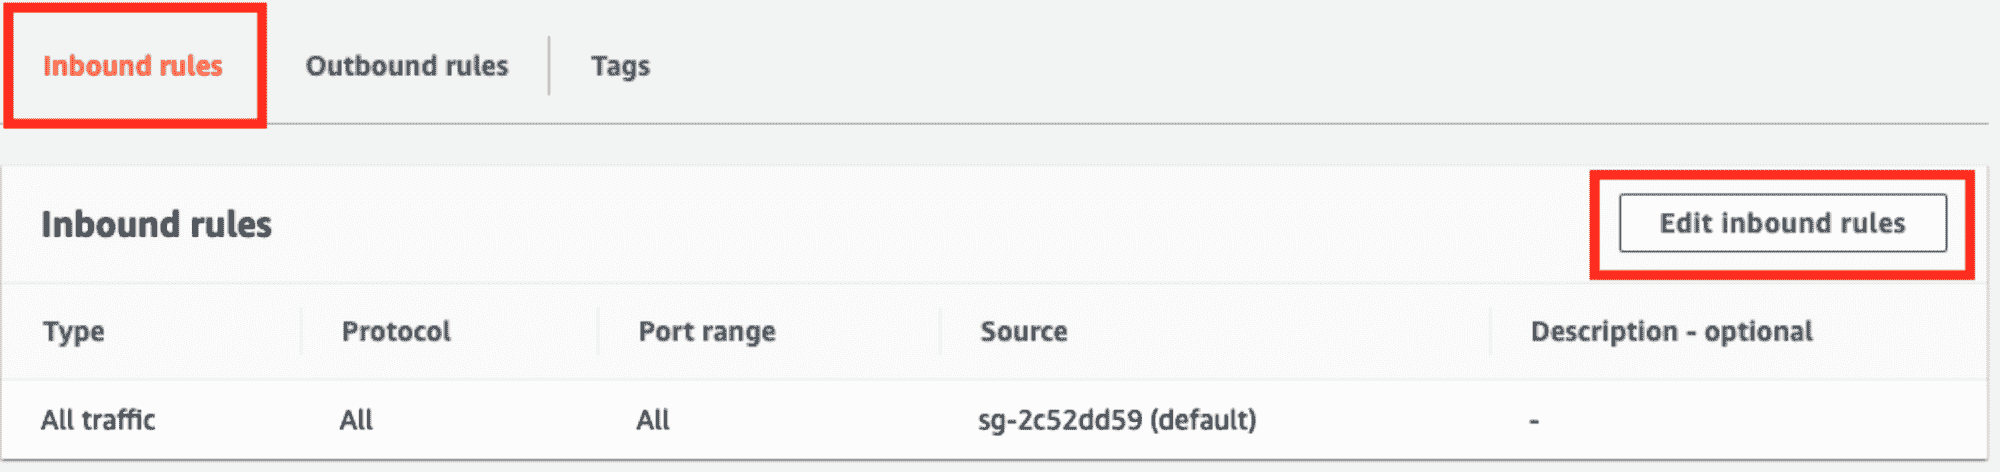 Inbound rules Outbound rules Tags
Inbound rules Edit inbound rules
Type Protocol Port range Source Description - optional
All traffic All All sg-2c52dd59 (default) -